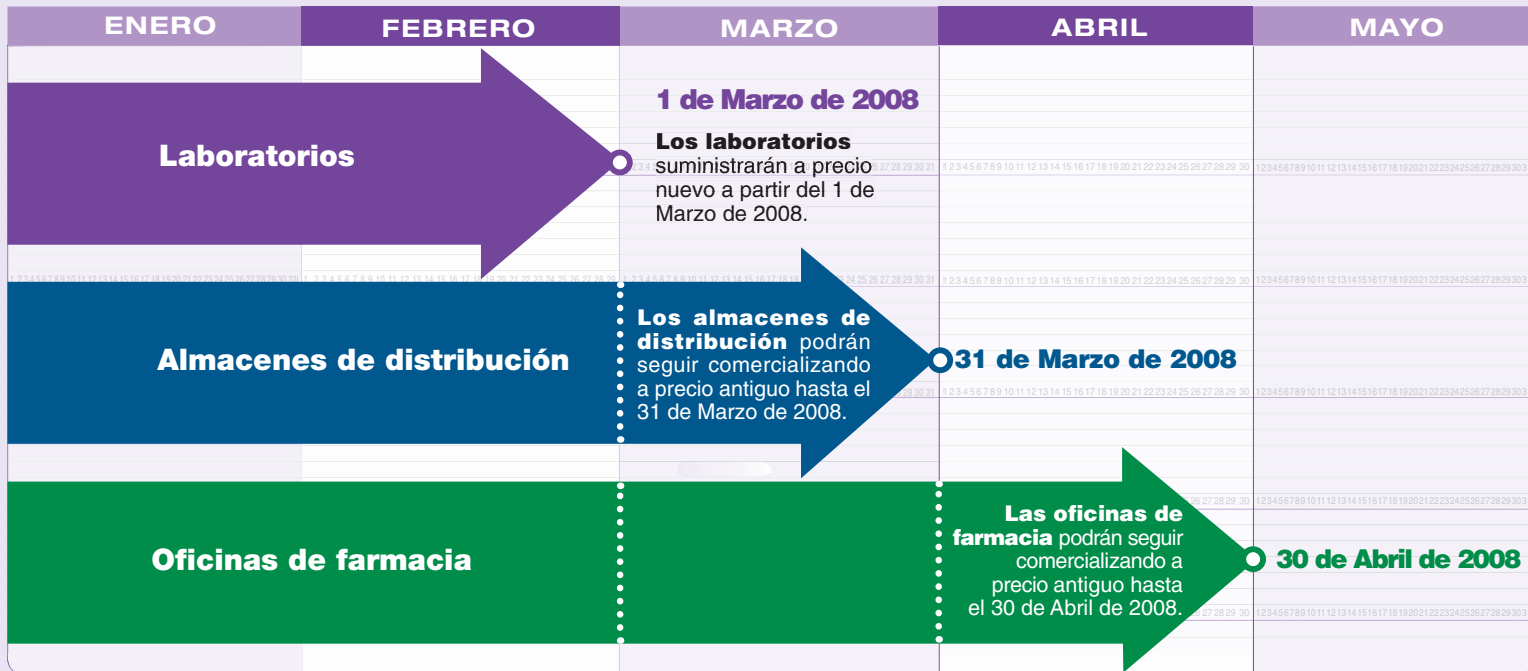 ENERO FEBRERO MARZO ABRIL MAYO
1 de Marzo de 2008
Laboratorios
Los laboratorios
suministrarán a precio
nuevo a partir del 1 de
Marzo de 2008.
Almacenes de distribución
Los almacenes de
distribución podrán
seguir comercializando
a precio antiguo hasta el
31 de Marzo de 2008.
31 de Marzo de 2008
Oficinas de farmacia
Las oficinas de
farmacia podrán seguir
comercializando a
precio antiguo hasta
el 30 de Abril de 2008.
30 de Abril de 2008